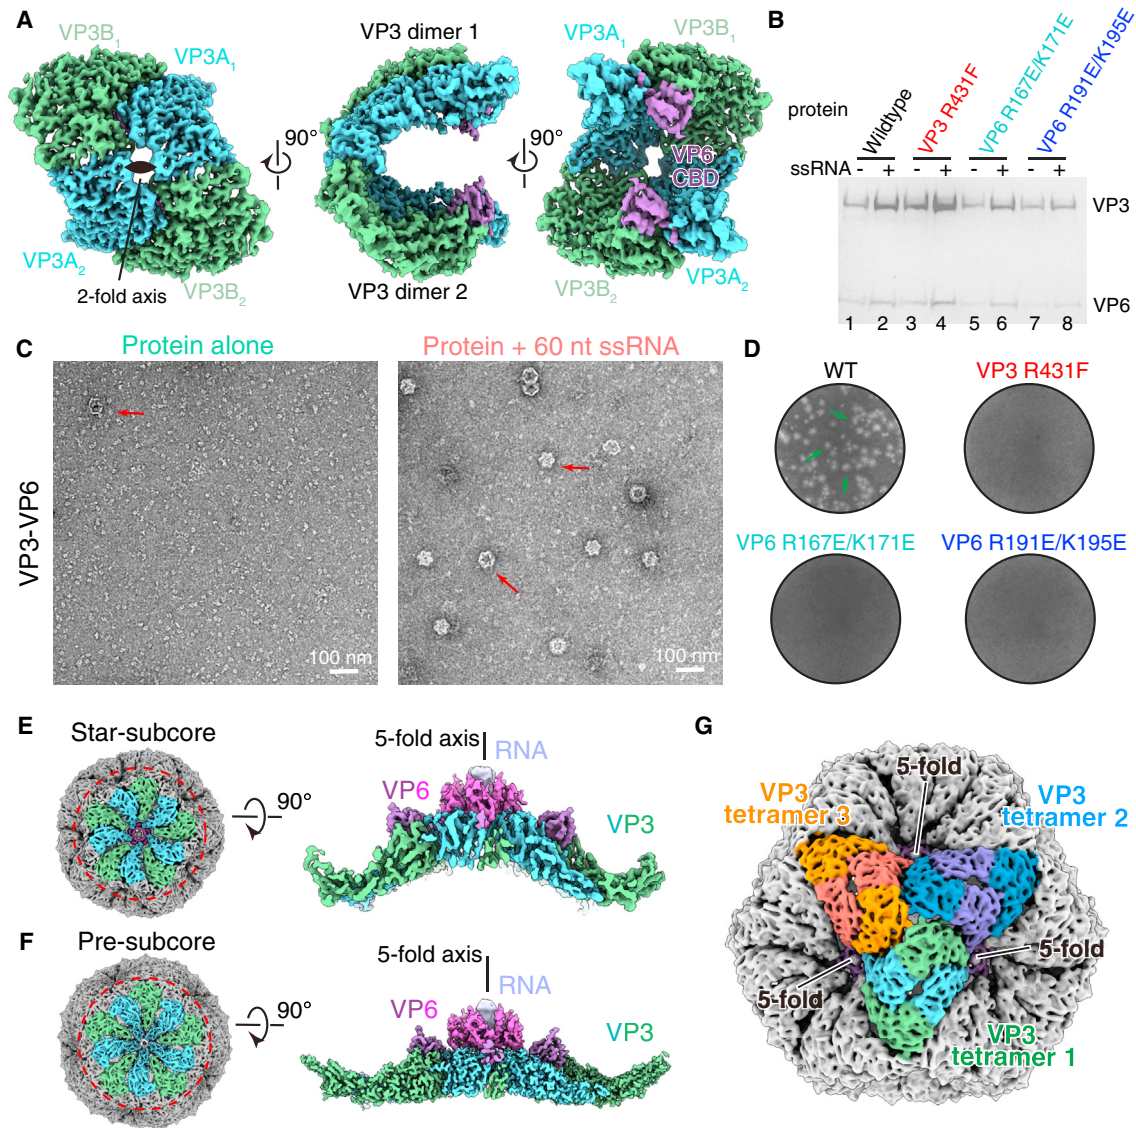 A
VP3B1
VP3A1
VP3A2
VP3B2
2-fold axis
90°
VP3 dimer 1
VP3 dimer 2
90°
VP3A1
VP3B1
VP6
CBD
VP3B2
VP3A2
B
protein
Wildtype
VP3 R431F
VP6 R167E/K171E
VP6 R191E/K195E
ssRNA - + - + - + - +
VP3
VP6
1 2 3 4 5 6 7 8
C
Protein alone
Protein + 60 nt ssRNA
VP3-VP6
100 nm
100 nm
D
WT
VP3 R431F
VP6 R167E/K171E
VP6 R191E/K195E
E
Star-subcore
90°
5-fold axis
RNA
VP6
VP3
F
Pre-subcore
90°
5-fold axis
RNA
VP6
VP3
G
5-fold
VP3
tetramer 3
VP3
tetramer 2
5-fold
5-fold
VP3
tetramer 1